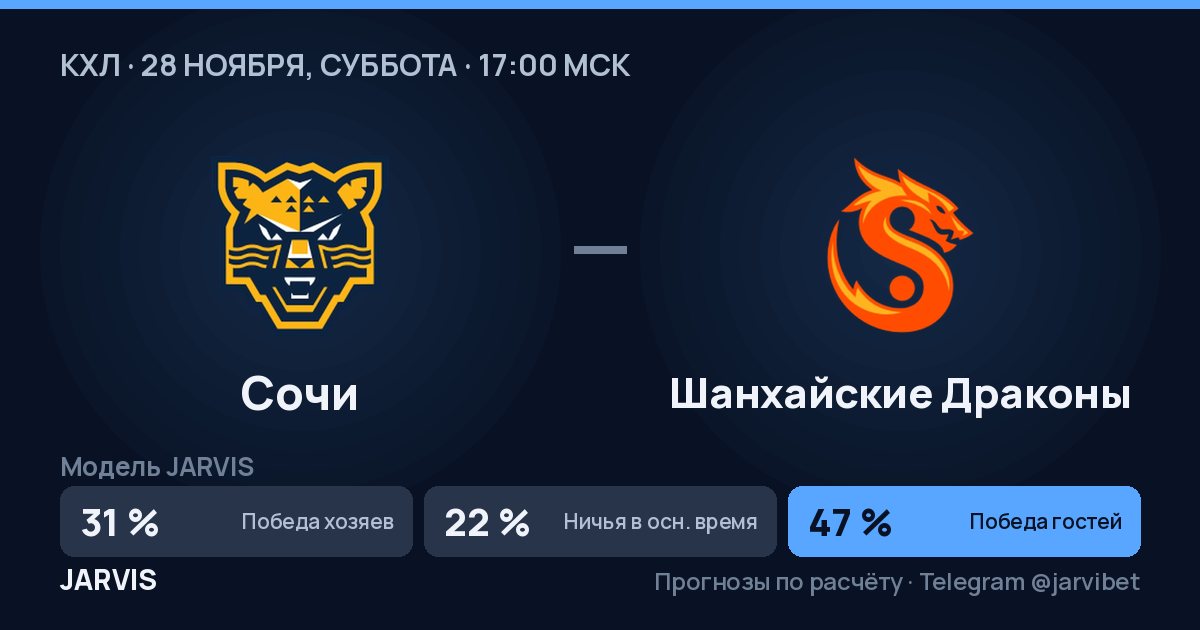 КХЛ · 28 НОЯБРЯ, СУББОТА · 17:00 МСК
Сочи — Шанхайские Драконы
Модель JARVIS
31 % Победа хозяев 22 % Ничья в осн. время 47 % Победа гостей
JARVIS Прогнозы по расчёту · Telegram @jarvibet